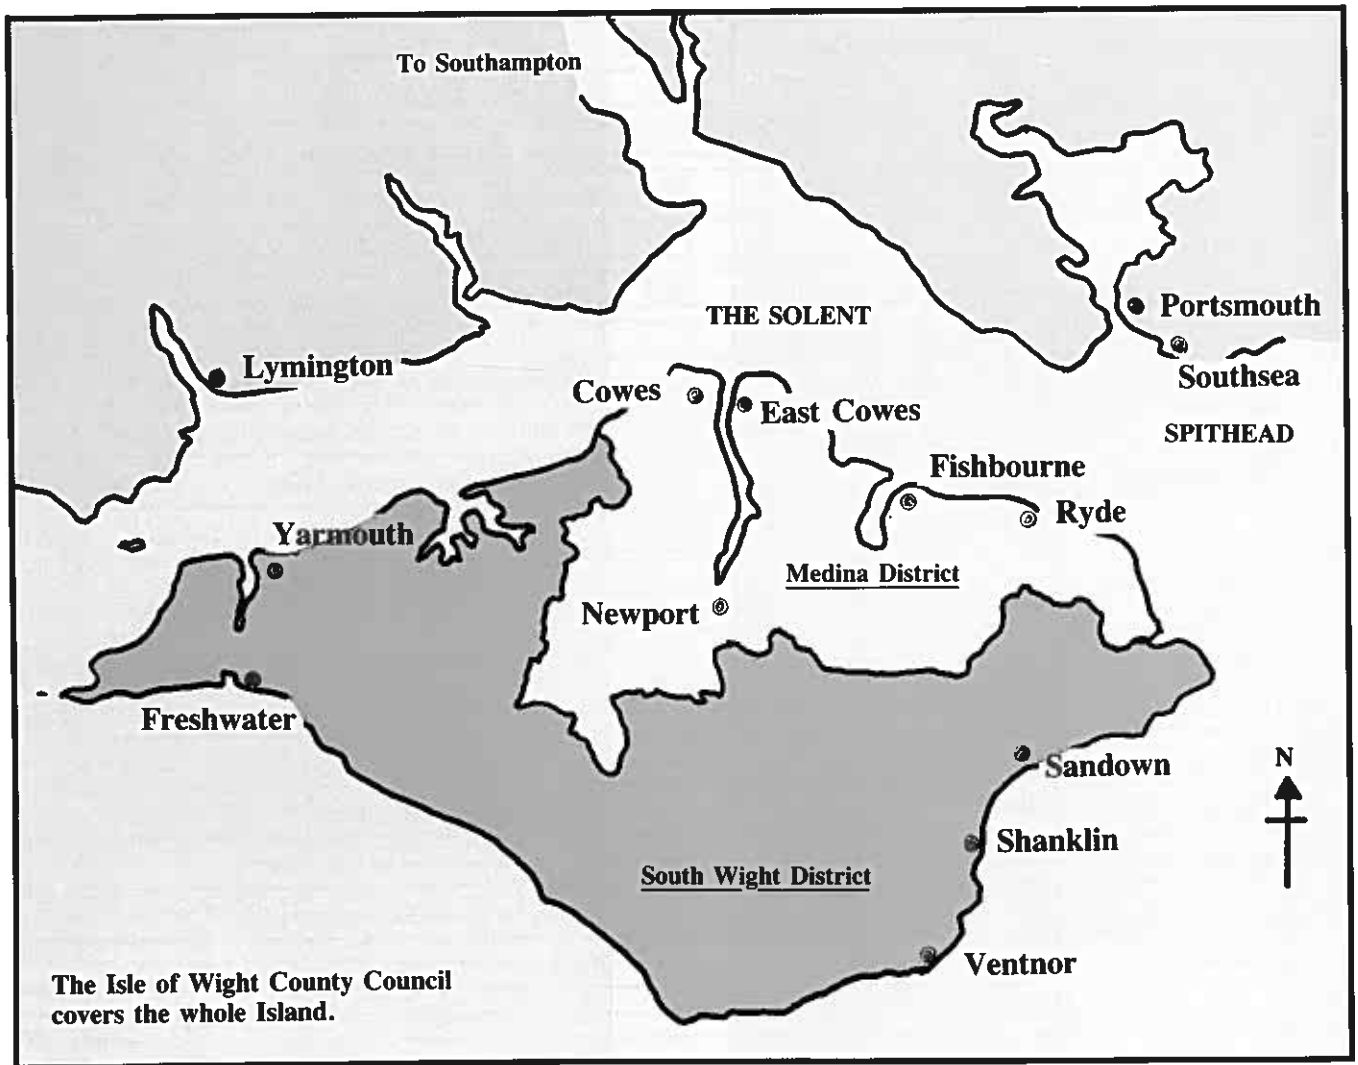 To Southampton
THE SOLENT
Portsmouth
Southsea
Lymington
Cowes
East Cowes
SPITHEAD
Fishbourne
Ryde
Yarmouth
Medina District
Newport
Freshwater
Sandown
N
Shanklin
South Wight District
Ventnor
The Isle of Wight County Council
covers the whole Island.